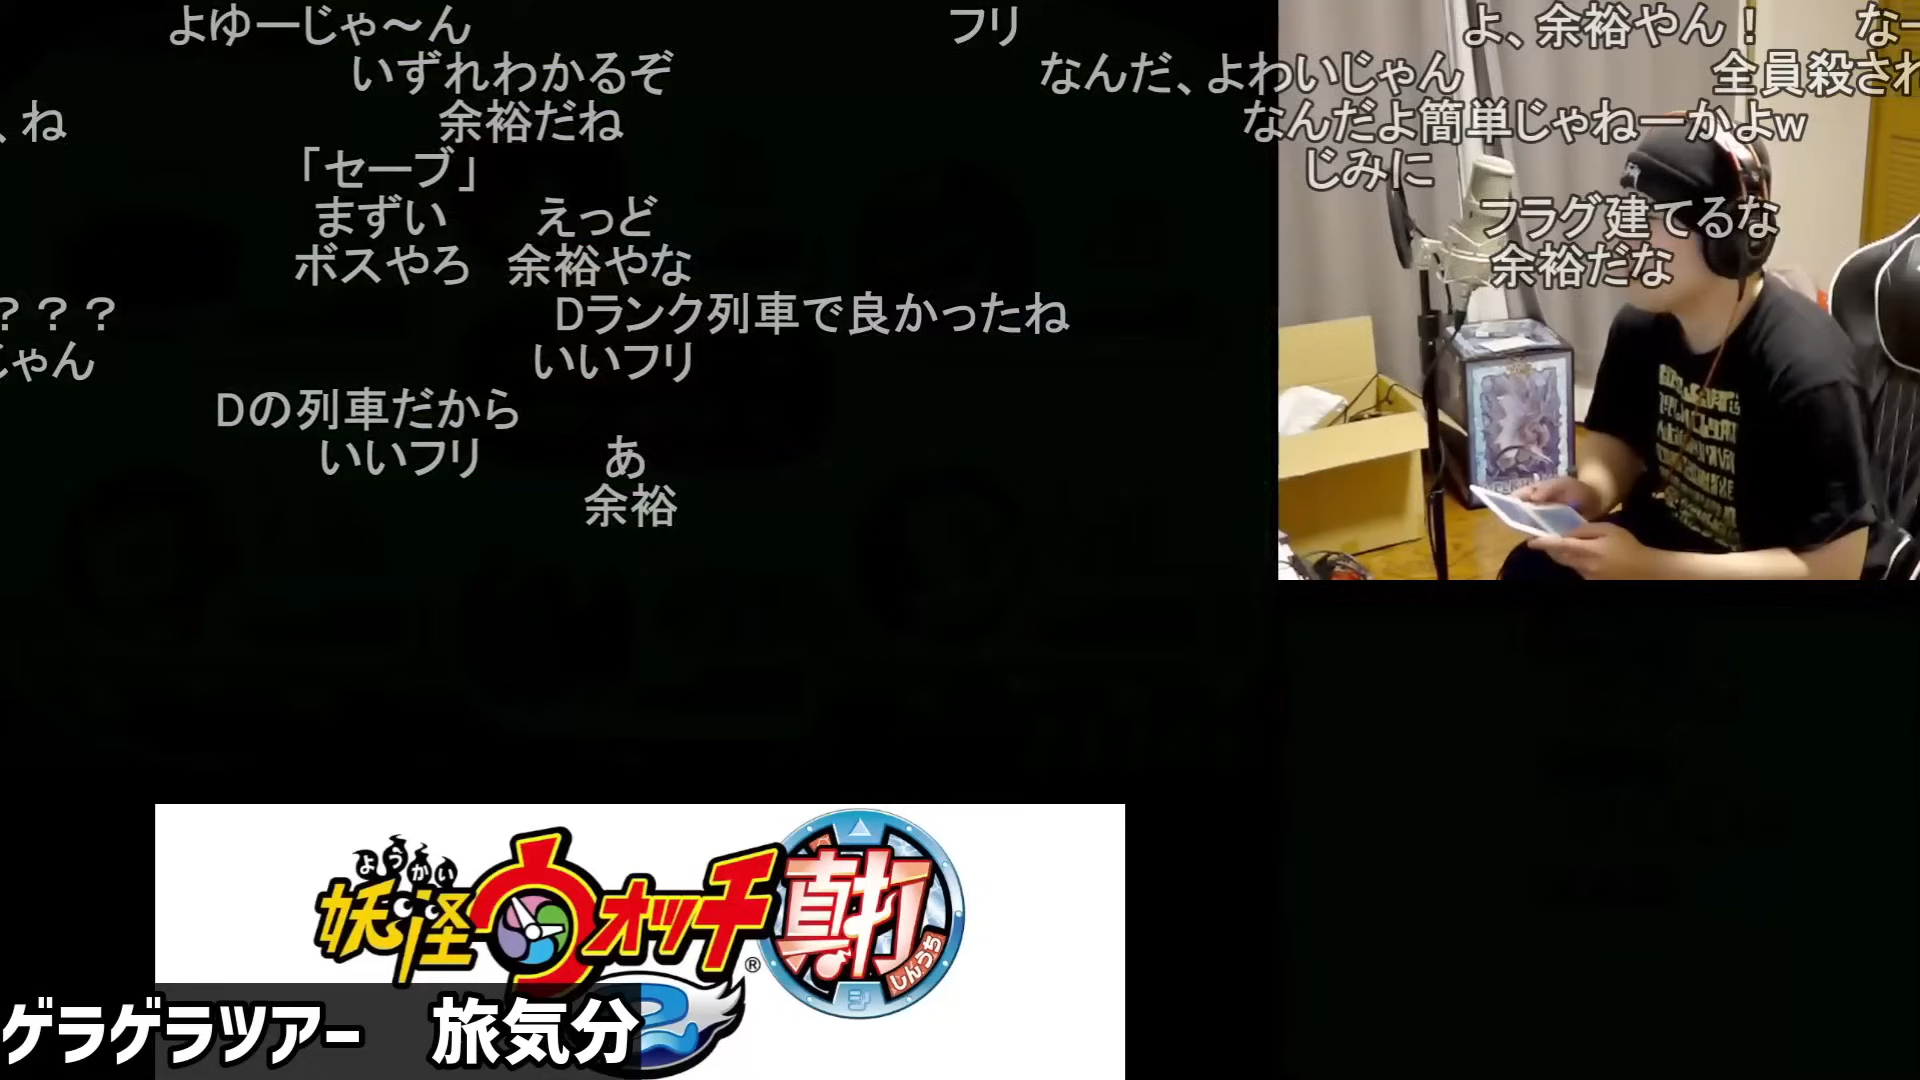 よゆーじゃ～ん
フリ
よ、余裕やん！
なー
いずれわかるぞ
なんだ、よわいじゃん
全員殺され
、ね
余裕だね
なんだよ簡単じゃねーかよw
「セーブ」
じみに
まずい
えっど
フラグ建てるな
ボスやろ
余裕やな
余裕だな
？？？
Dランク列車で良かったね
じゃん
いいフリ
Dの列車だから
いいフリ
あ
余裕
ようかい
妖怪ウォッチ2
®
真打
しんうち
ゲラゲラツアー　旅気分